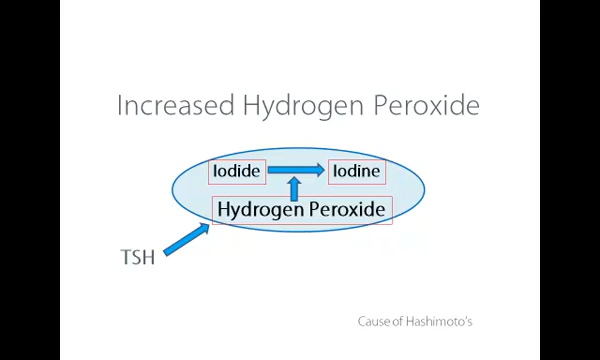 Increased Hydrogen Peroxide
Iodide Iodine
Hydrogen Peroxide
TSH
Cause of Hashimoto's